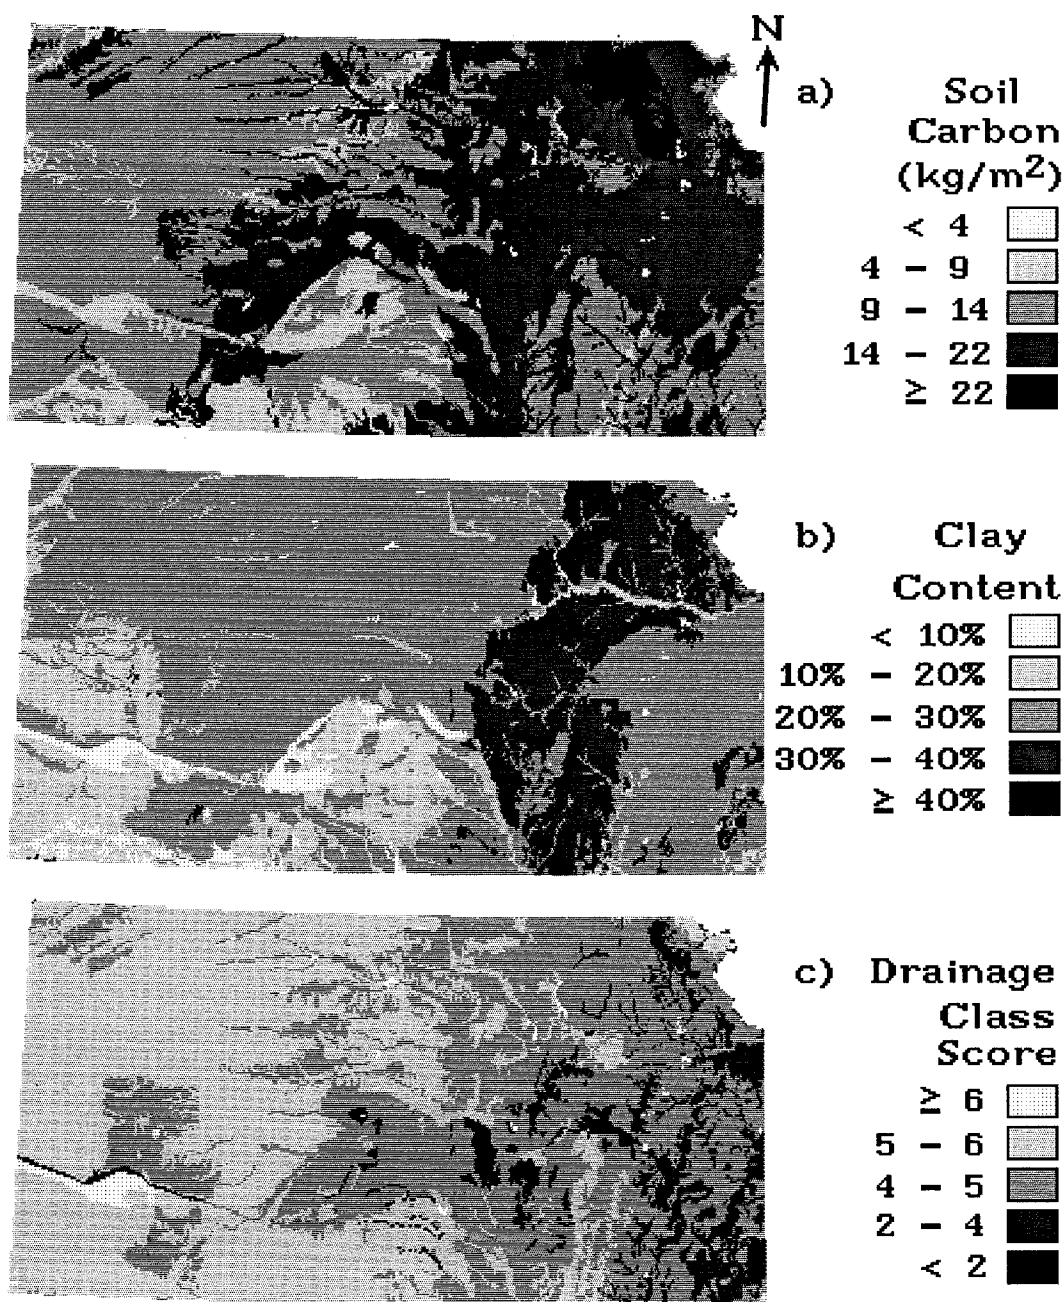 N
a) Soil
Carbon
(kg/m²)
< 4
4 – 9
9 – 14
14 – 22
≥ 22
b) Clay
Content
< 10%
10% – 20%
20% – 30%
30% – 40%
≥ 40%
c) Drainage
Class
Score
≥ 6
5 – 6
4 – 5
2 – 4
< 2